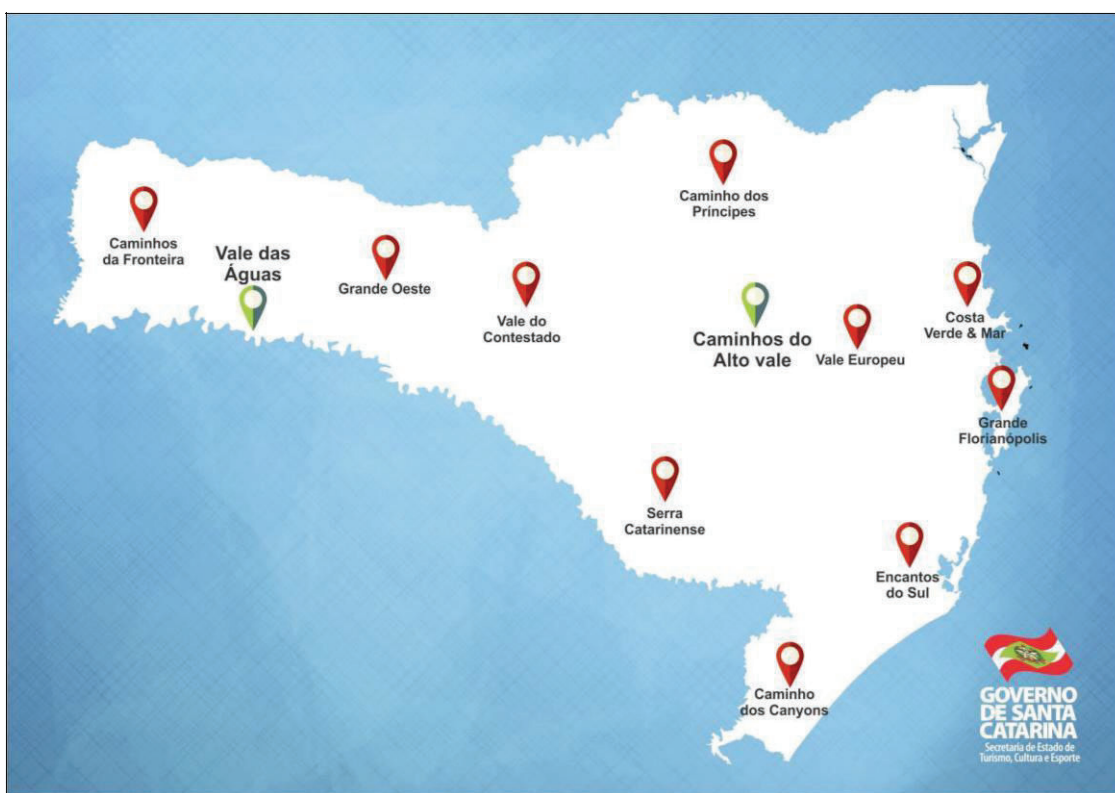 Caminho dos
Príncipes
Caminhos
da Fronteira
Vale das
Águas
Grande Oeste
Vale do
Contestado
Caminhos do
Alto vale
Vale Europeu
Costa
Verde & Mar
Grande
Florianópolis
Serra
Catarinense
Encantos
do Sul
Caminho
dos Canyons
GOVERNO
DE SANTA
CATARINA
Secretaria de Estado de
Turismo, Cultura e Esporte